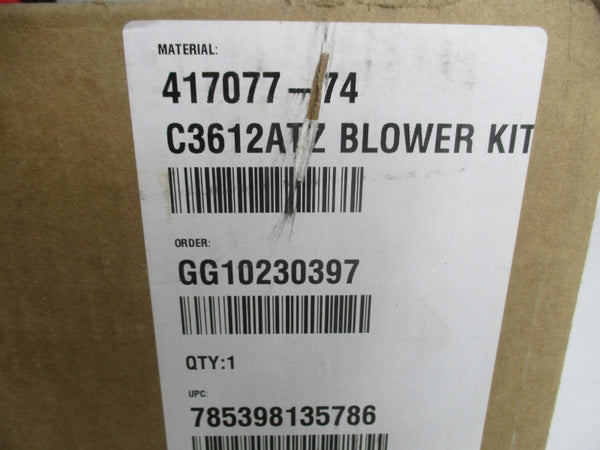 MATERIAL:
417077-74
C3612ATZ BLOWER KIT
ORDER:
GG10230397
QTY:1
UPC:
785398135786